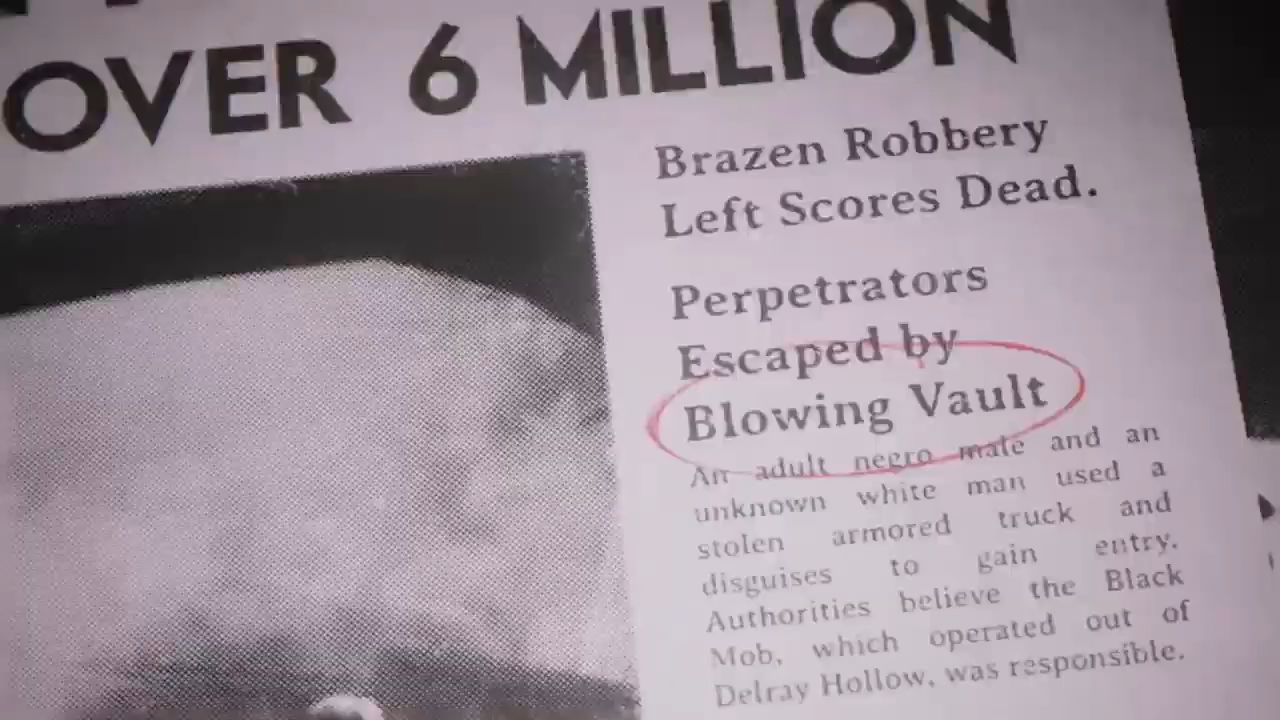 OVER 6 MILLION
Brazen Robbery
Left Scores Dead.
Perpetrators
Escaped by
Blowing Vault
An adult negro male and an
unknown white man used a
stolen armored truck and
disguises to gain entry.
Authorities believe the Black
Mob, which operated out of
Delray Hollow, was responsible.